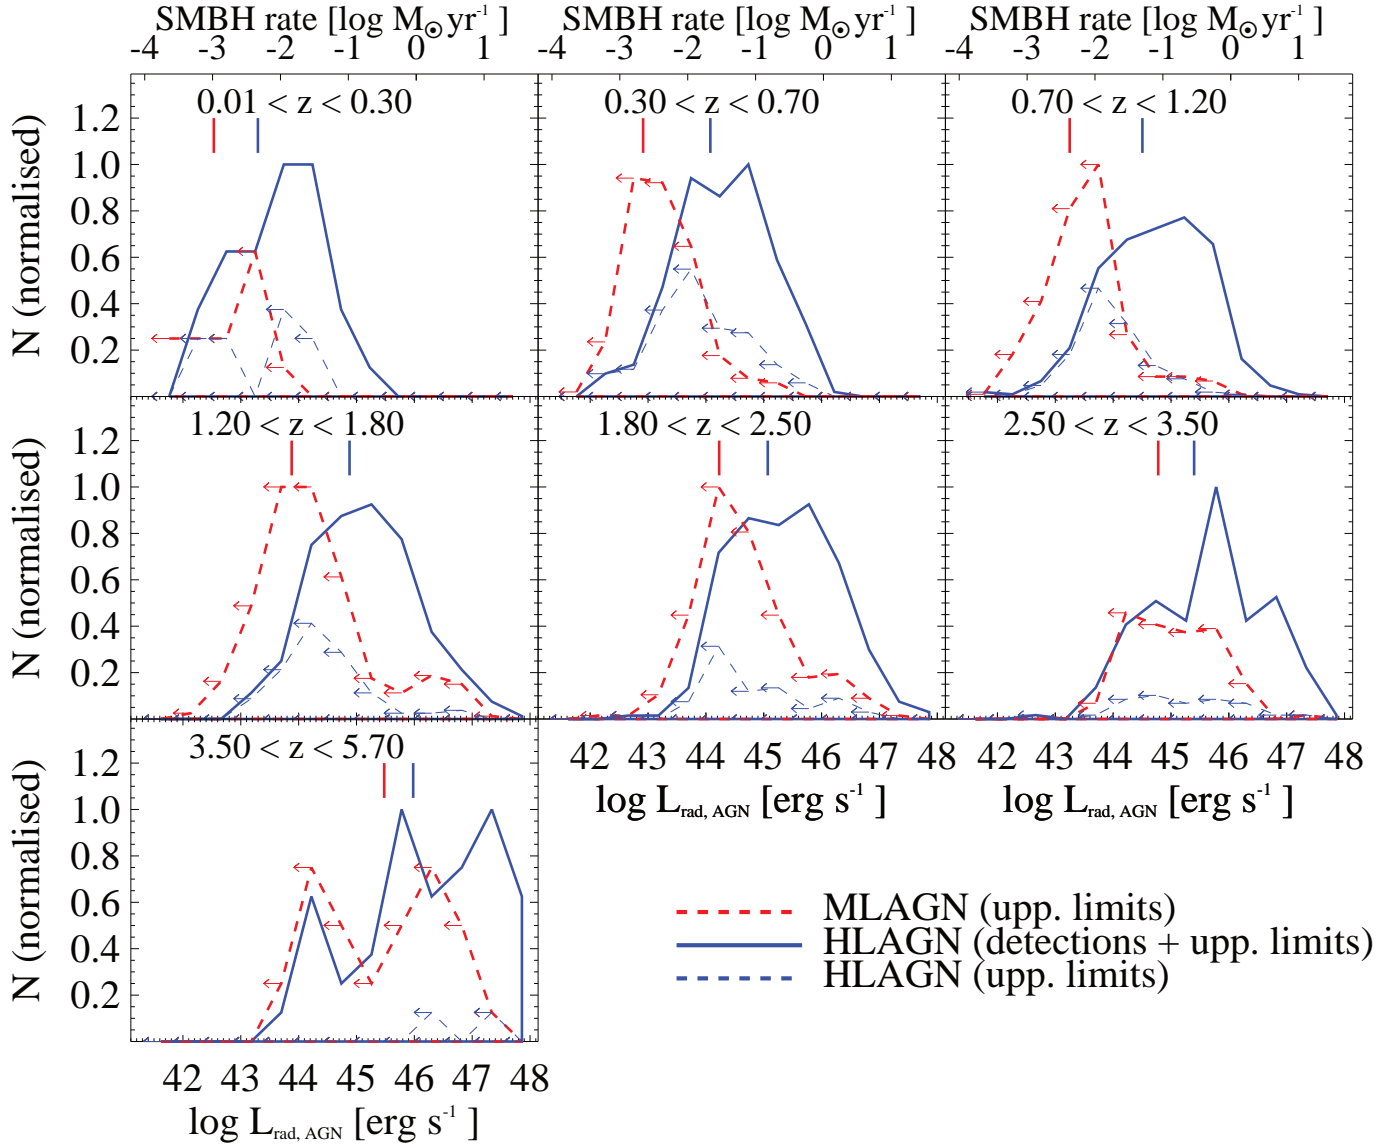 SMBH rate [log M⊙ yr-1] SMBH rate [log M⊙ yr-1] SMBH rate [log M⊙ yr-1]
-4 -3 -2 -1 0 1 -4 -3 -2 -1 0 1 -4 -3 -2 -1 0 1
0.01 < z < 0.30 0.30 < z < 0.70 0.70 < z < 1.20
N (normalised)
1.2
1.0
0.8
0.6
0.4
0.2
1.20 < z < 1.80 1.80 < z < 2.50 2.50 < z < 3.50
N (normalised)
1.2
1.0
0.8
0.6
0.4
0.2
42 43 44 45 46 47 48 42 43 44 45 46 47 48
log Lrad, AGN [erg s-1] log Lrad, AGN [erg s-1]
3.50 < z < 5.70
N (normalised)
1.2
1.0
0.8
0.6
0.4
0.2
42 43 44 45 46 47 48
log Lrad, AGN [erg s-1]
MLAGN (upp. limits)
HLAGN (detections + upp. limits)
HLAGN (upp. limits)